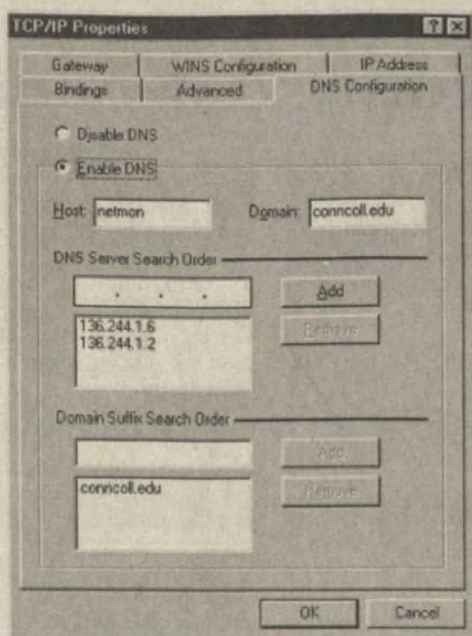 TCP/IP Properties ? X
Gateway WINS Configuration IP Address
Bindings Advanced DNS Configuration
Disable DNS
Enable DNS
Host: netmon Domain: conncoll.edu
DNS Server Search Order
. . . Add
136.244.1.6 Remove
136.244.1.2
Domain Suffix Search Order
Add
conncoll.edu Remove
OK Cancel